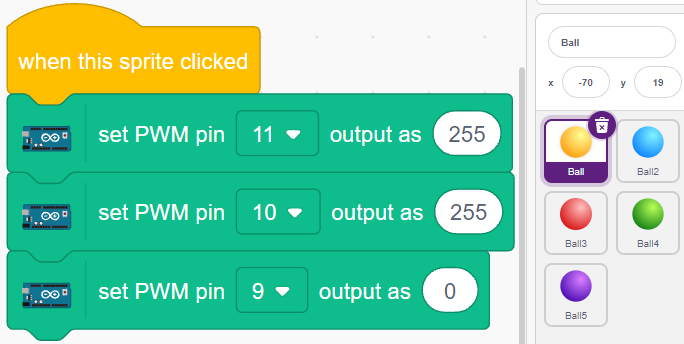 when this sprite clicked
set PWM pin 11 output as 255
set PWM pin 10 output as 255
set PWM pin 9 output as 0
Ball
x -70 y 19
Ball Ball2
Ball3 Ball4
Ball5